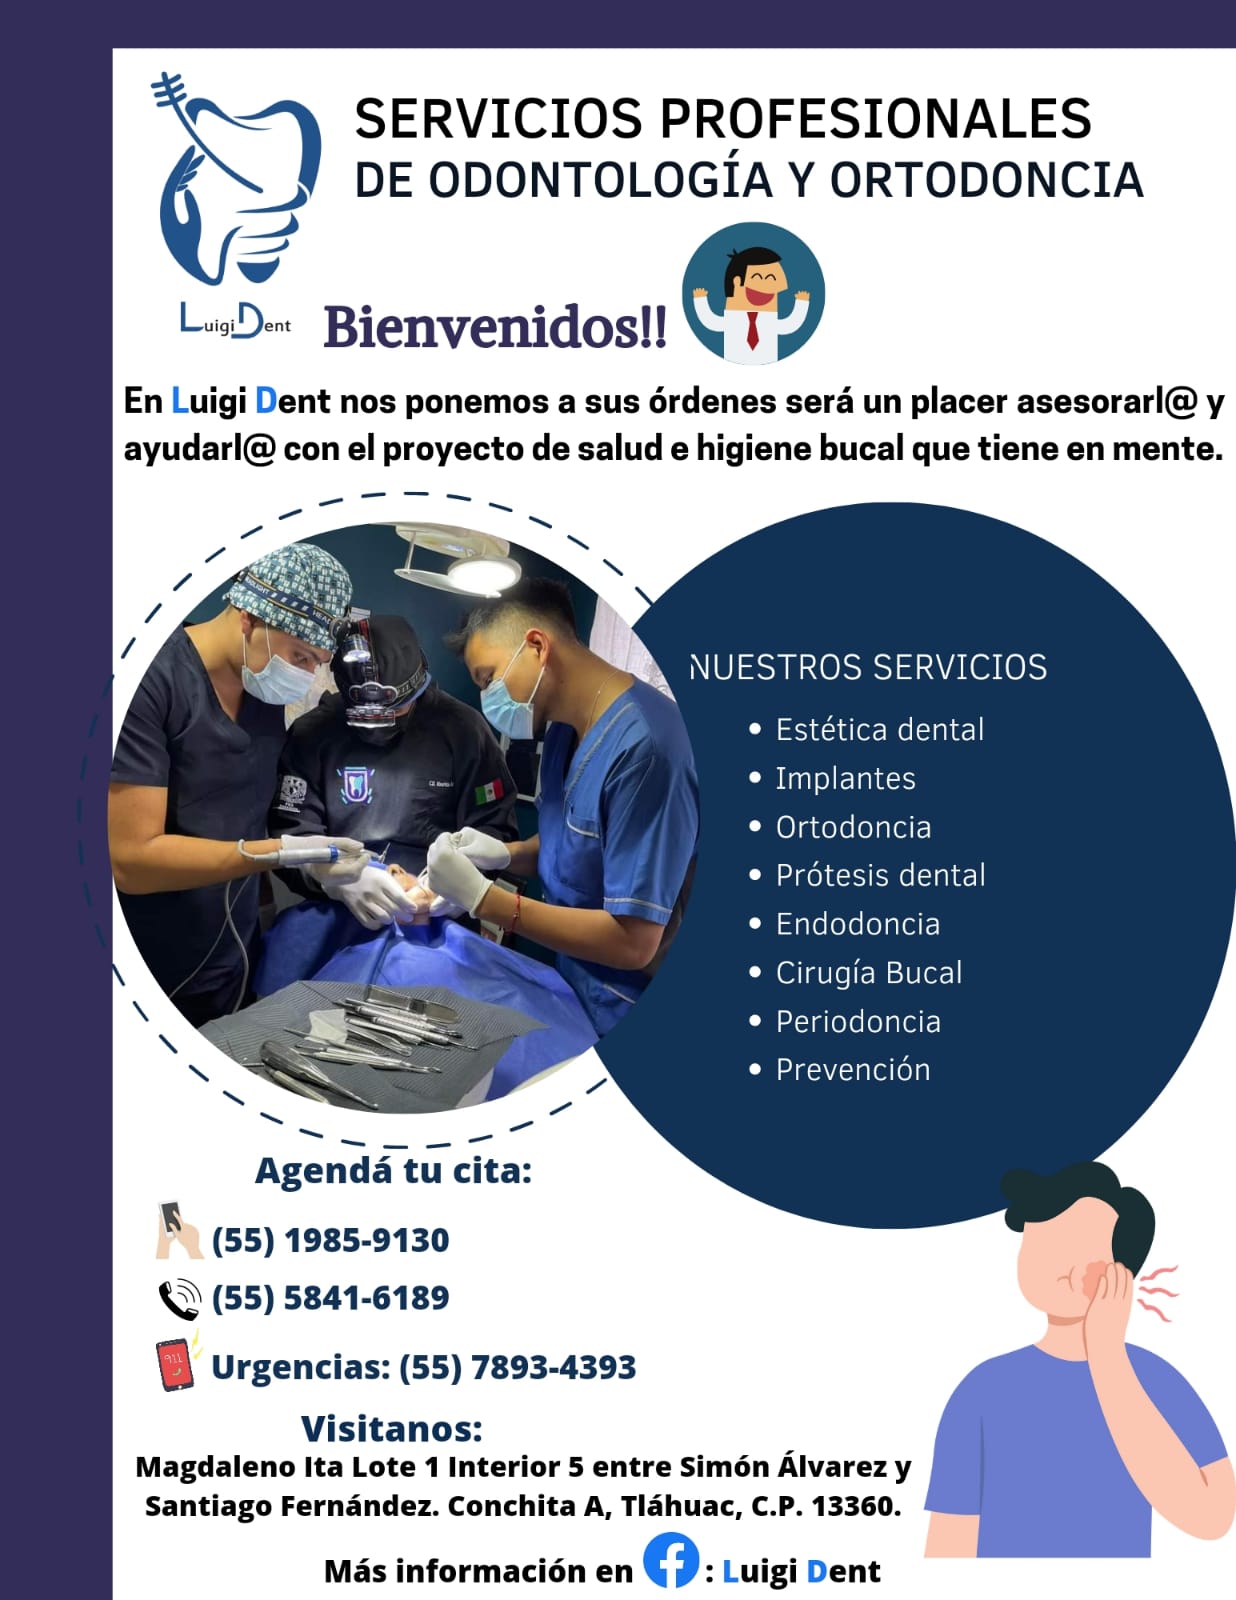 SERVICIOS PROFESIONALES
DE ODONTOLOGÍA Y ORTODONCIA
LuigiDent
Bienvenidos!!
En Luigi Dent nos ponemos a sus órdenes será un placer asesorarl@ y
ayudarl@ con el proyecto de salud e higiene bucal que tiene en mente.
NUESTROS SERVICIOS
• Estética dental
• Implantes
• Ortodoncia
• Prótesis dental
• Endodoncia
• Cirugía Bucal
• Periodoncia
• Prevención
Agendá tu cita:
(55) 1985-9130
(55) 5841-6189
911
Urgencias: (55) 7893-4393
Visitanos:
Magdaleno Ita Lote 1 Interior 5 entre Simón Álvarez y
Santiago Fernández. Conchita A, Tláhuac, C.P. 13360.
Más información en : Luigi Dent